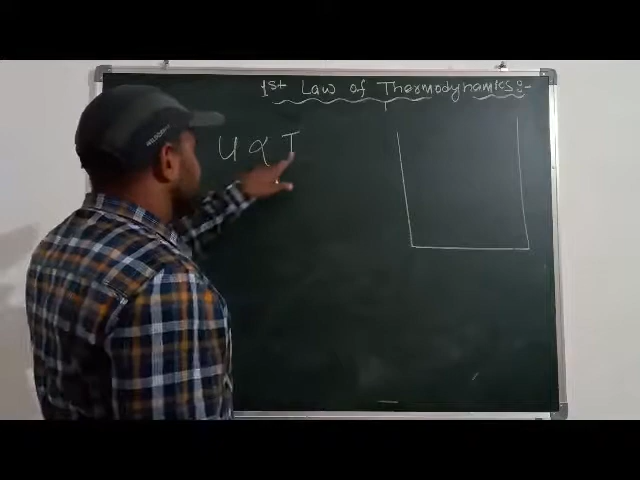 1st Law of Thermodynamics:-
U ∝ T